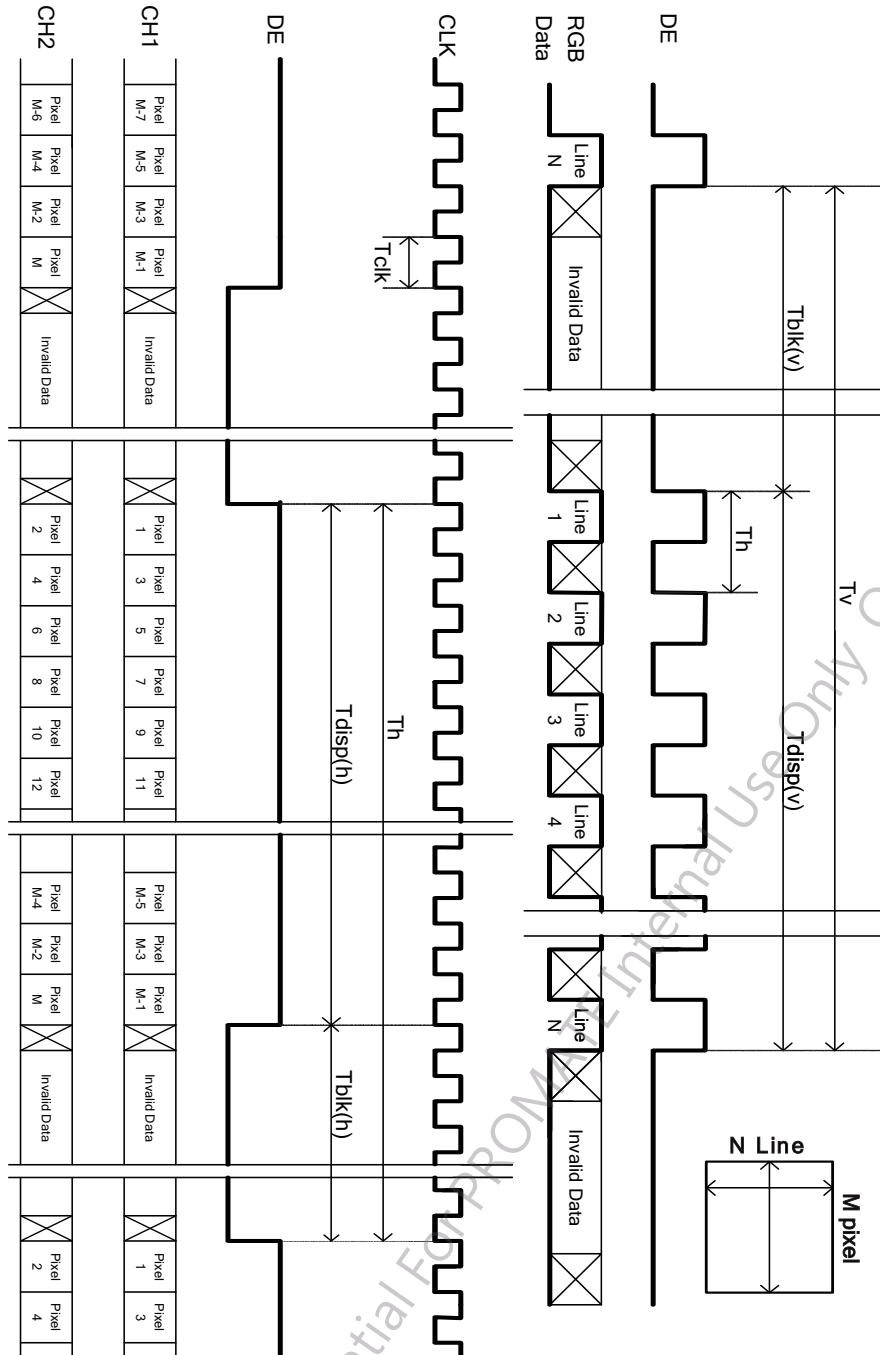 M pixel
N Line
Tv
Tblk(v) Tdisp(v)
Th
DE
RGB Data
Line N Invalid Data Line 1 Line 2 Line 3 Line 4 Line N Invalid Data
CLK
Tclk
Th
Tdisp(h) Tblk(h)
DE
CH1 Pixel M-7 Pixel M-5 Pixel M-3 Pixel M-1 Invalid Data Pixel 1 Pixel 3 Pixel 5 Pixel 7 Pixel 9 Pixel 11 Pixel M-5 Pixel M-3 Pixel M-1 Invalid Data Pixel 1 Pixel 3
CH2 Pixel M-6 Pixel M-4 Pixel M-2 Pixel M Invalid Data Pixel 2 Pixel 4 Pixel 6 Pixel 8 Pixel 10 Pixel 12 Pixel M-4 Pixel M-2 Pixel M Invalid Data Pixel 2 Pixel 4
For PROMATE Internal Use Only